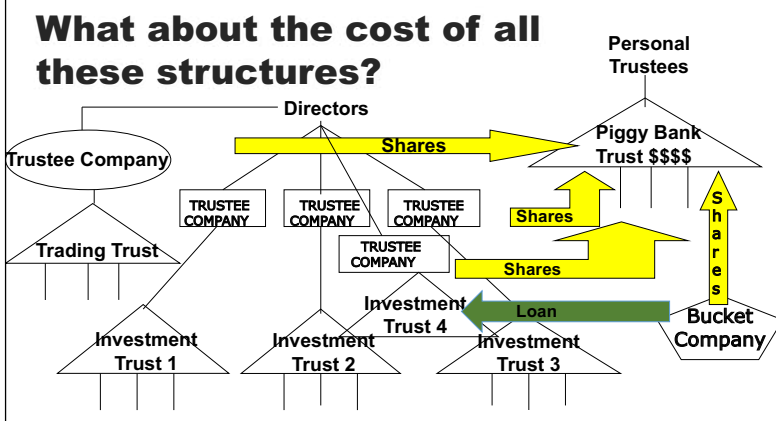 What about the cost of all
these structures?
Personal
Trustees
Directors
Shares
Piggy Bank
Trust $$$$
Trustee Company
TRUSTEE
COMPANY
TRUSTEE
COMPANY
TRUSTEE
COMPANY
Shares
Shares
TRUSTEE
COMPANY
Trading Trust
Shares
Investment
Trust 4
Loan
Bucket
Company
Investment
Trust 1
Investment
Trust 2
Investment
Trust 3